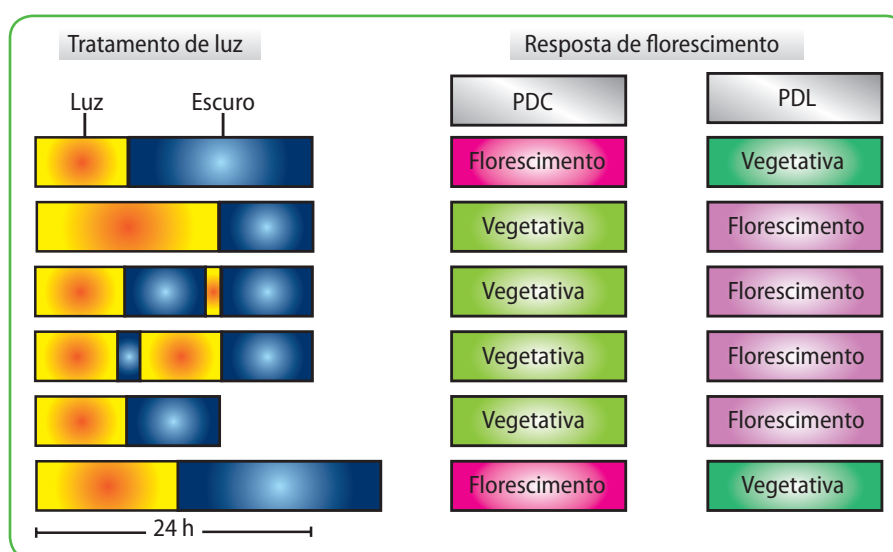 Tratamento de luz Resposta de florescimento
Luz Escuro PDC PDL
Florescimento Vegetativa
Vegetativa Florescimento
Vegetativa Florescimento
Vegetativa Florescimento
Vegetativa Florescimento
Florescimento Vegetativa
24 h